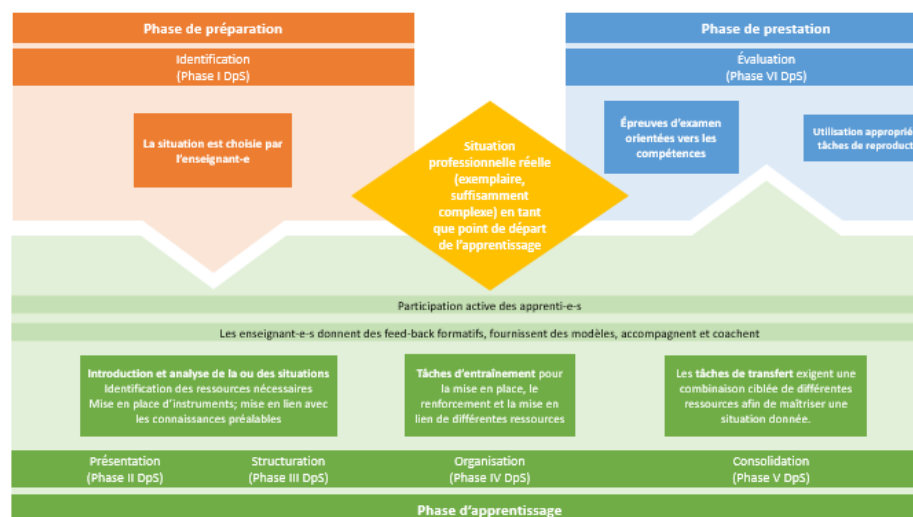 Phase de préparation
Identification
(Phase I DpS)
La situation est choisie par
l'enseignant-e
Situation
professionnelle réelle
(exemplaire,
suffisamment
complexe) en tant
que point de départ
de l'apprentissage
Phase de prestation
Évaluation
(Phase VI DpS)
Épreuves d'examen
orientées vers les
compétences
Utilisation
tâches de
Participation active des apprenti-e-s
Les enseignant-e-s donnent des feed-back formatifs, fournissent des modèles, accompagnent et coachent
Introduction et analyse de la ou des situations
Identification des ressources nécessaires
Mise en place d'instruments; mise en lien avec
les connaissances préalables
Tâches d'entraînement pour
la mise en place, le
renforcement et la mise en
lien de différentes ressources
Les tâches de transfert exigent une
combinaison ciblée de différentes
ressources afin de maîtriser une
situation donnée.
Présentation
(Phase II DpS)
Structuration
(Phase III DpS)
Organisation
(Phase IV DpS)
Consolidation
(Phase V DpS)
Phase d'apprentissage